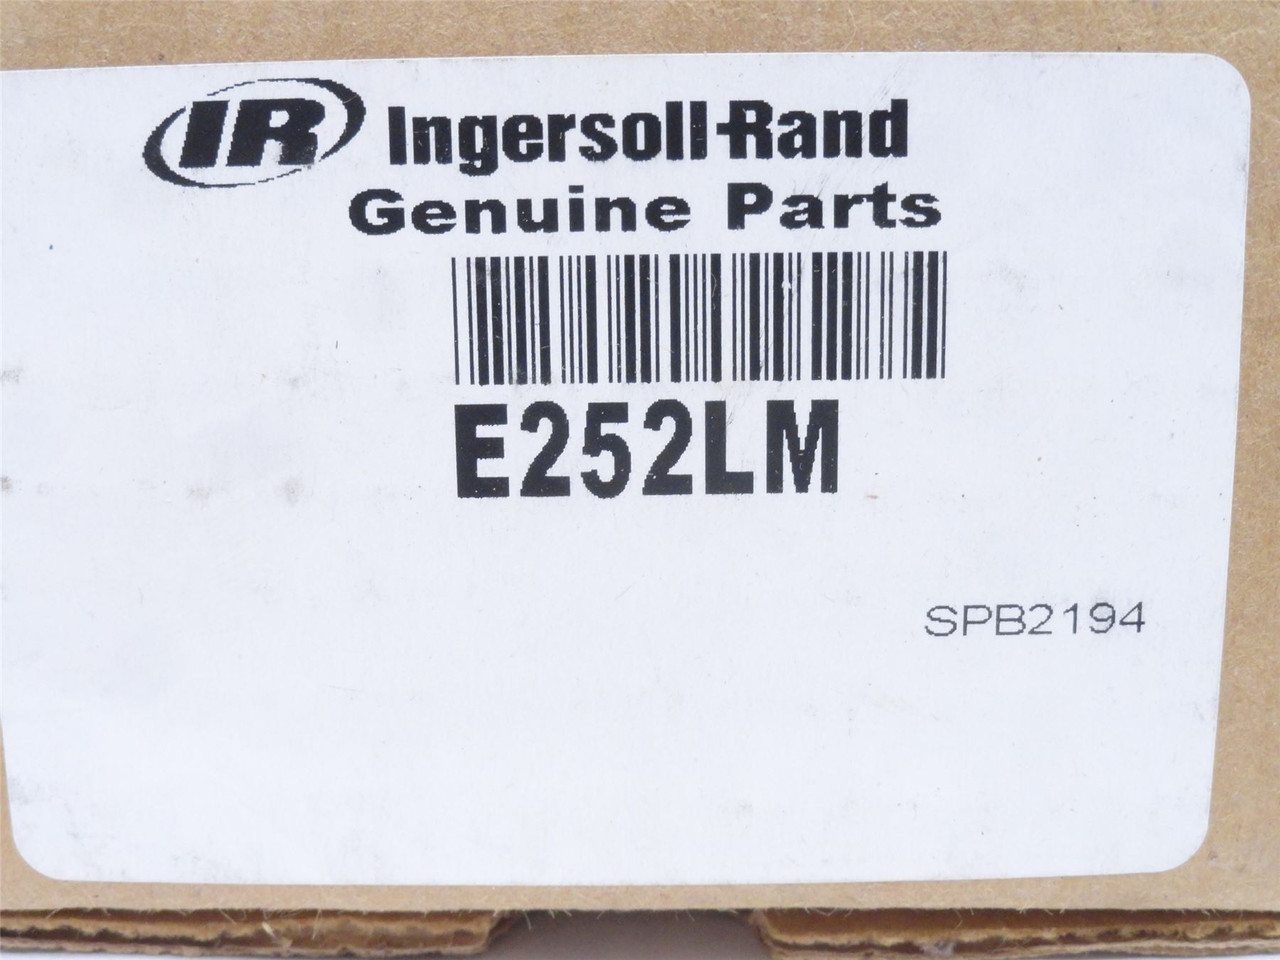 IR Ingersoll-Rand
Genuine Parts
E252LM
SPB2194